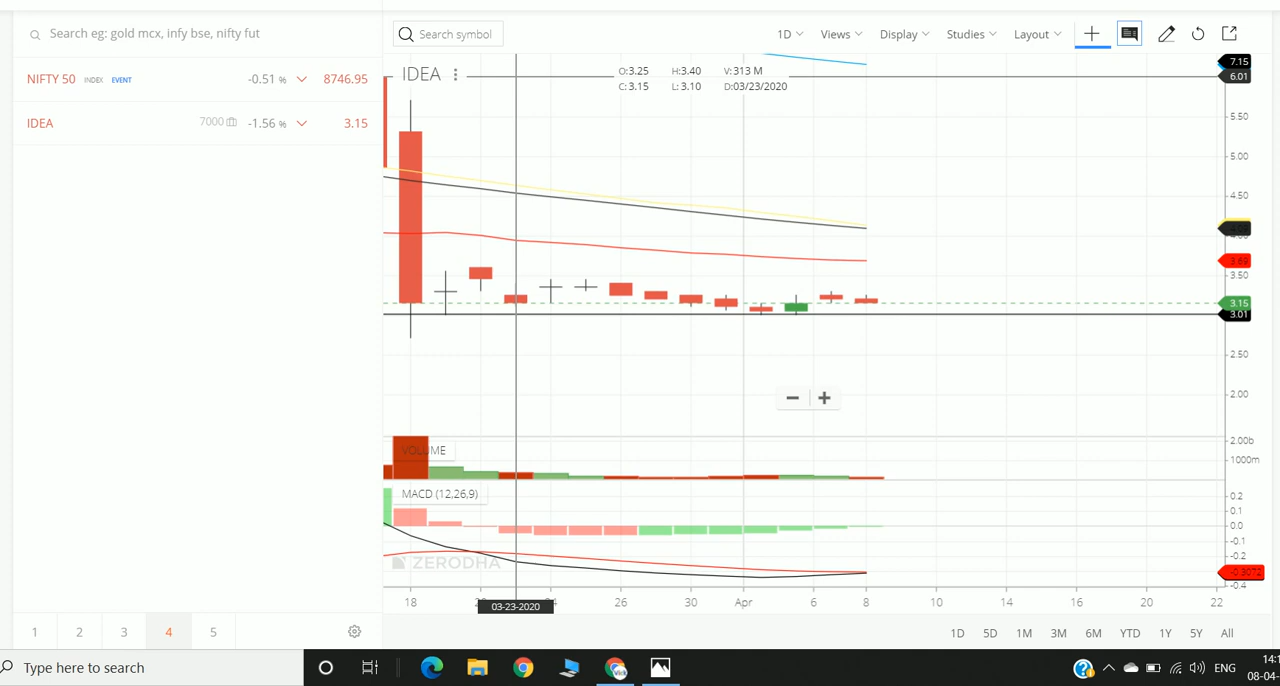 Search eg: gold mcx, infy bse, nifty fut
NIFTY 50 INDEX EVENT -0.51 % 8746.95
IDEA 7000 -1.56 % 3.15
Search symbol
1D Views Display Studies Layout
IDEA
O:3.25 H:3.40 V:313 M
C:3.15 L:3.10 D:03/23/2020
7.15
6.01
5.50
5.00
4.50
4.00
3.69
3.50
3.15
3.01
2.50
2.00
VOLUME
2.00b
1000m
MACD (12,26,9)
0.2
0.1
0.0
-0.1
-0.2
-0.3072
-0.4
ZERODHA
18 26 30 Apr 6 8 10 14 16 20 22
03-23-2020
1 2 3 4 5
1D 5D 1M 3M 6M YTD 1Y 5Y All
Type here to search
ENG
14:1
08-04-